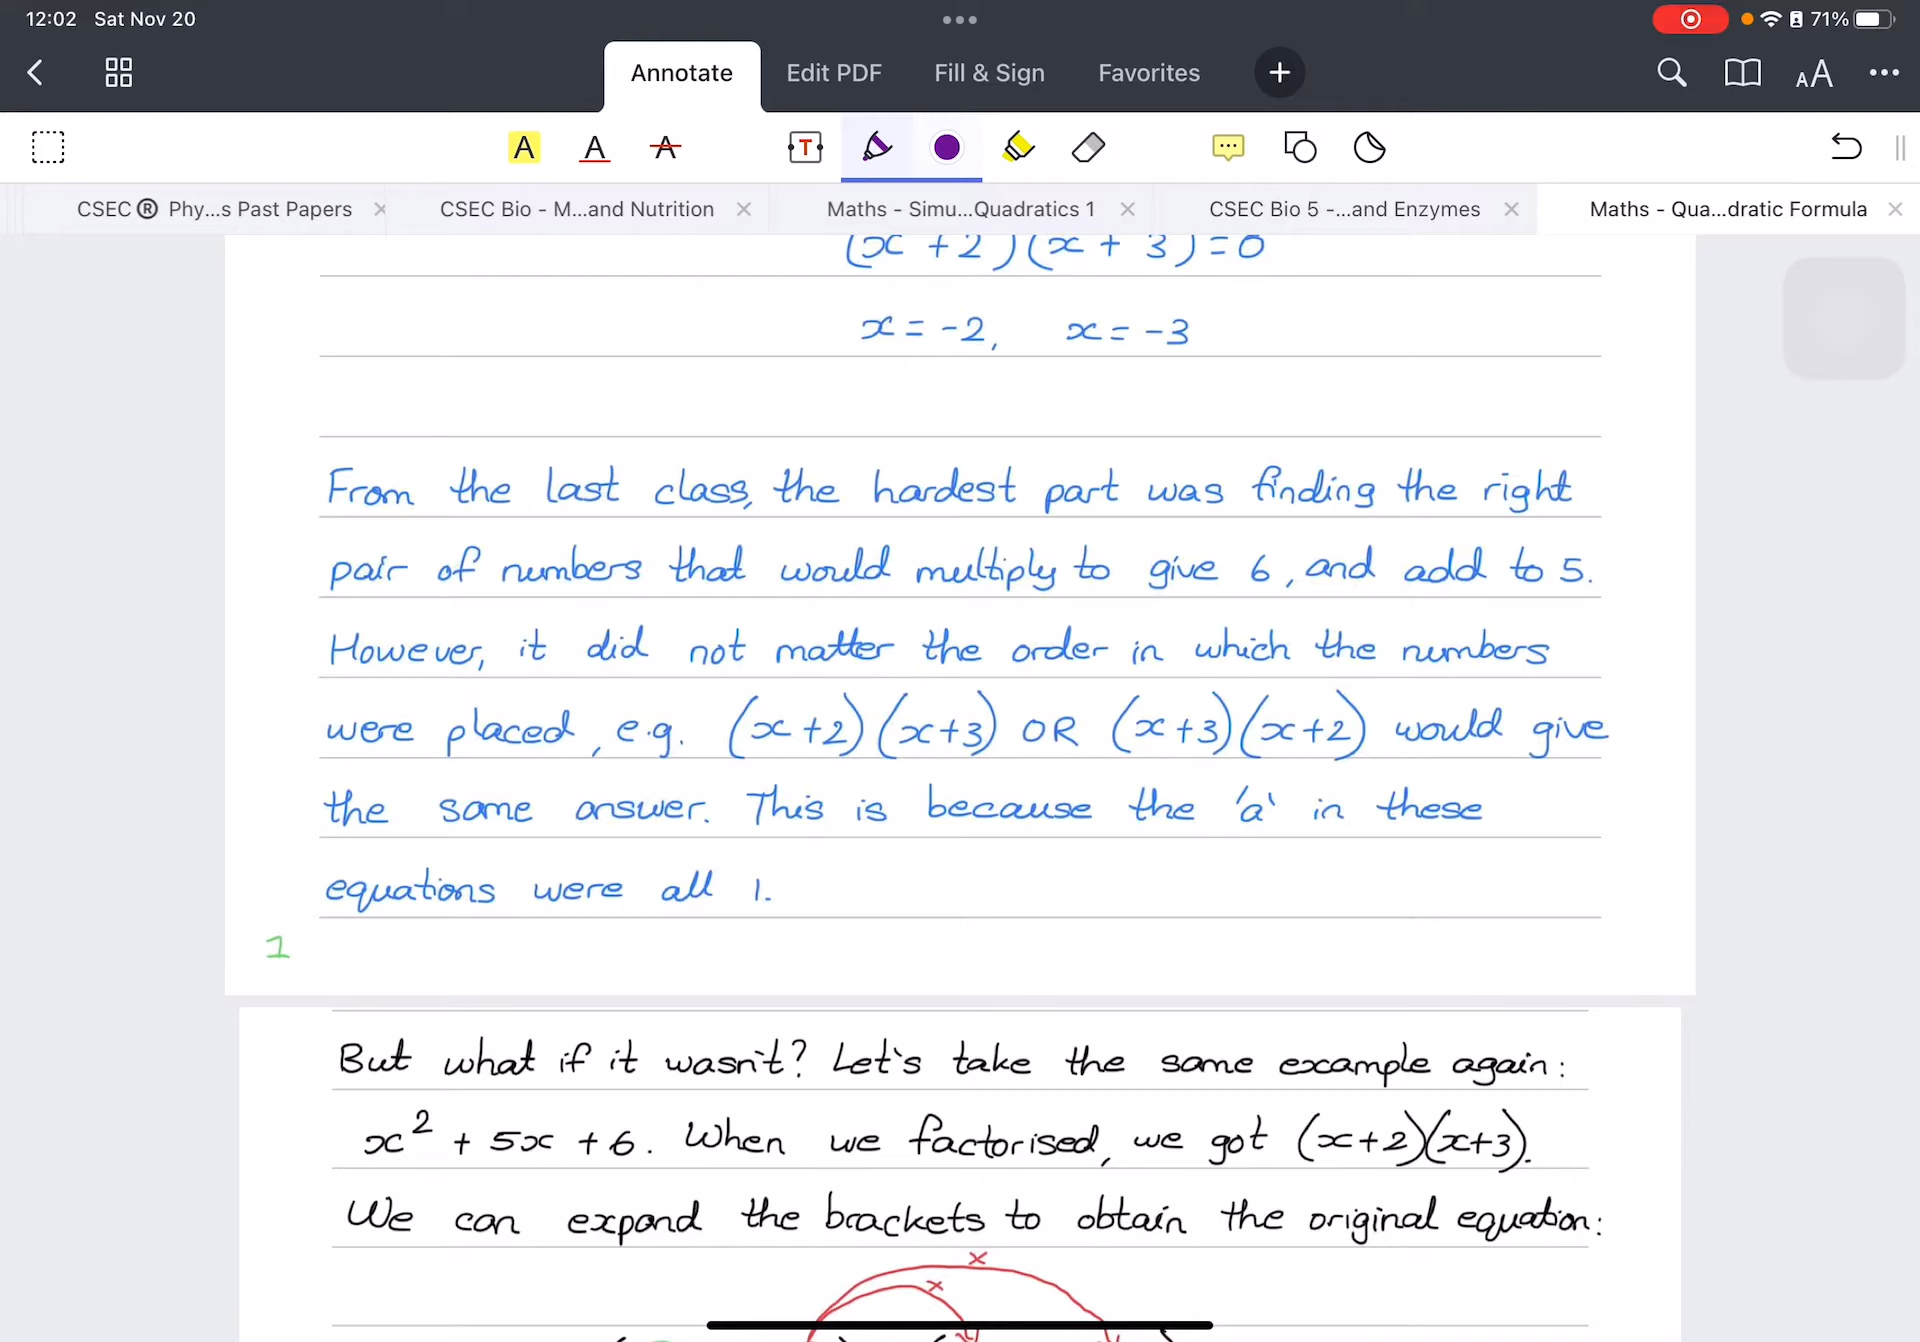 12:02 Sat Nov 20
71%
Annotate Edit PDF Fill & Sign Favorites
CSEC® Phy...s Past Papers CSEC Bio - M...and Nutrition Maths - Simu...Quadratics 1 CSEC Bio 5 -...and Enzymes Maths - Qua...dratic Formula
(x + 2)(x + 3) = 0
x = -2, x = -3
From the last class, the hardest part was finding the right
pair of numbers that would multiply to give 6, and add to 5.
However, it did not matter the order in which the numbers
were placed, e.g. (x+2)(x+3) OR (x+3)(x+2) would give
the same answer. This is because the 'a' in these
equations were all 1.
1
But what if it wasn't? Let's take the same example again:
x² + 5x + 6. When we factorised, we got (x+2)(x+3).
We can expand the brackets to obtain the original equation:
x
x